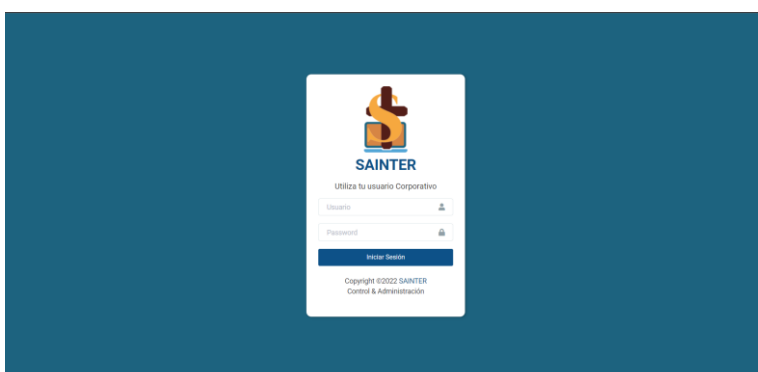 SAINTER
Utiliza tu usuario Corporativo
Usuario
Password
Iniciar Sesión
Copyright ©2022 SAINTER
Control & Administración